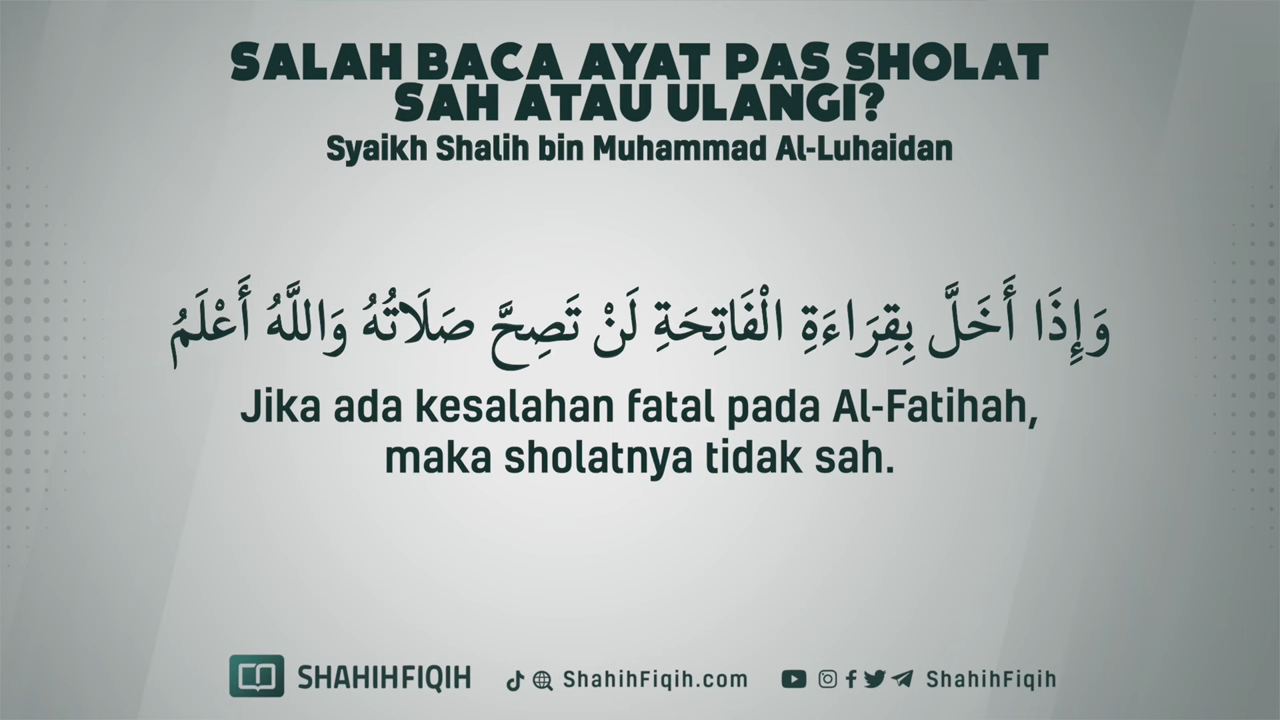 SALAH BACA AYAT PAS SHOLAT
SAH ATAU ULANGI?
Syaikh Shalih bin Muhammad Al-Luhaidan
وَإِذَا أَخَلَّ بِقِرَاءَةِ الْفَاتِحَةِ لَنْ تَصِحَّ صَلَاتُهُ وَاللَّهُ أَعْلَمُ
Jika ada kesalahan fatal pada Al-Fatihah,
maka sholatnya tidak sah.
SHAHIHFIQIH ShahihFiqih.com ShahihFiqih